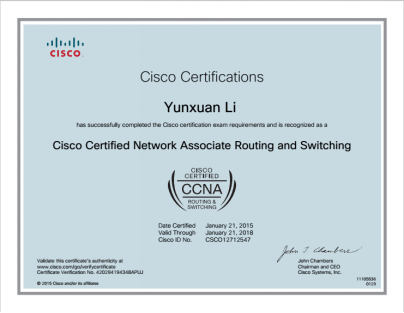 CISCO
Cisco Certifications
Yunxuan Li
has successfully completed the Cisco certification exam requirements and is recognized as a
Cisco Certified Network Associate Routing and Switching
CISCO
CERTIFIED
CCNA
ROUTING &
SWITCHING
Date Certified January 21, 2015
Valid Through January 21, 2018
Cisco ID No. CSCO12712547
John T Chambers
Validate this certificate's authenticity at
www.cisco.com/go/verifycertificate
Certificate Verification No.
John Chambers
Chairman and CEO
Cisco Systems, Inc.
© 2015 Cisco and/or its affiliates
0123